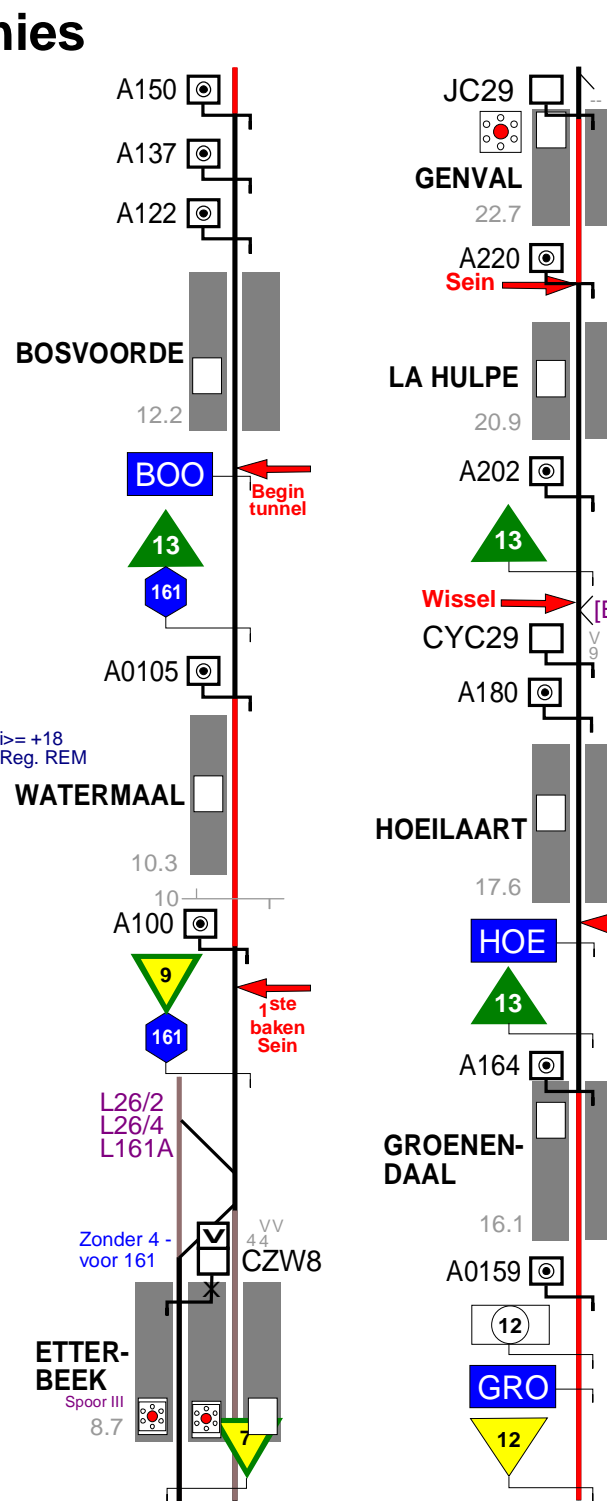 nies
A150
A137
A122
BOSVOORDE
12.2
BOO
Begin
tunnel
13
161
A0105
i>= +18
Reg. REM
WATERMAAL
10.3
10
A100
9
1ste
baken
Sein
161
L26/2
L26/4
L161A
Zonder 4 -
voor 161
V
VV
44
CZW8
X
ETTER-
BEEK
Spoor III
8.7
7
JC29
--
GENVAL
22.7
A220
Sein
LA HULPE
20.9
A202
13
Wissel
[E
CYC29
V
9
A180
HOEILAART
17.6
HOE
13
A164
GROENEN-
DAAL
16.1
A0159
12
GRO
12